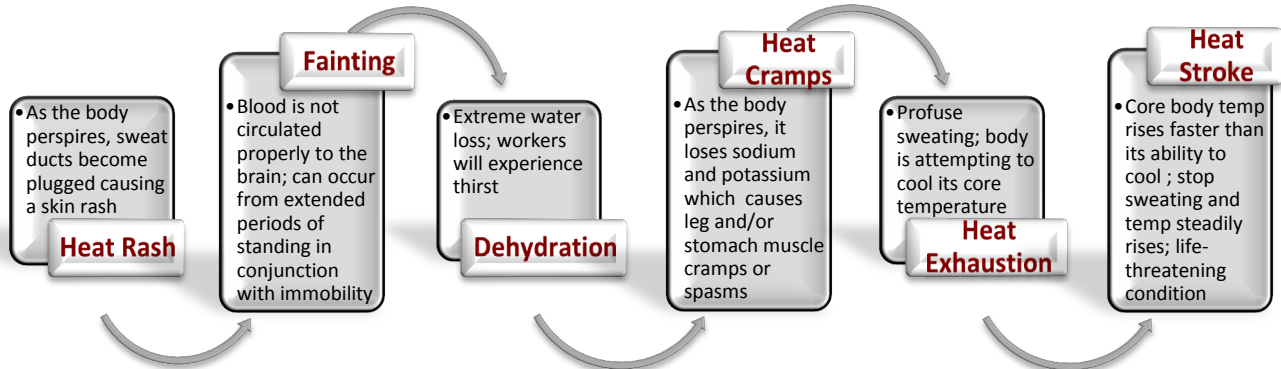 • As the body
perspires, sweat
ducts become
plugged causing
a skin rash
Heat Rash
Fainting
• Blood is not
circulated
properly to the
brain; can occur
from extended
periods of
standing in
conjunction
with immobility
• Extreme water
loss; workers
will experience
thirst
Dehydration
Heat
Cramps
• As the body
perspires, it
loses sodium
and potassium
which causes
leg and/or
stomach muscle
cramps or
spasms
• Profuse
sweating; body
is attempting to
cool its core
temperature
Heat
Exhaustion
Heat
Stroke
• Core body temp
rises faster than
its ability to
cool ; stop
sweating and
temp steadily
rises; life-
threatening
condition